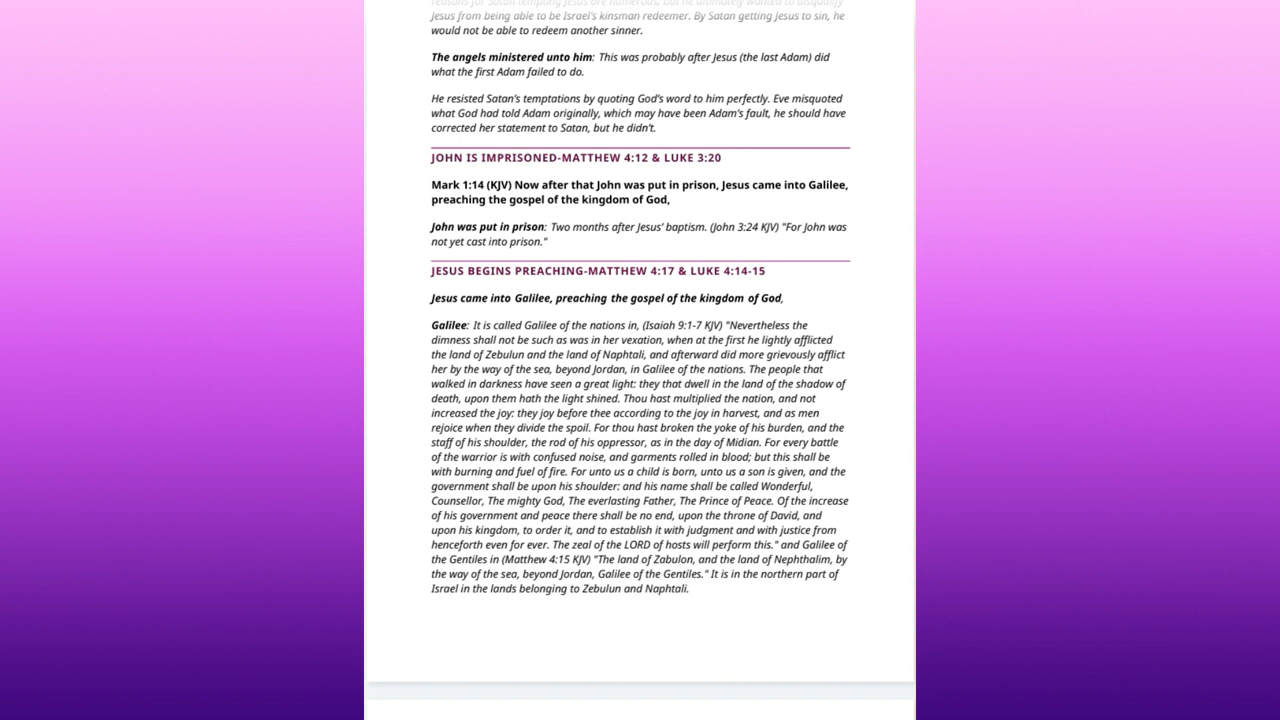 reasons for Satan tempting Jesus are numerous, but he ultimately wanted to disqualify
Jesus from being able to be Israel's kinsman redeemer. By Satan getting Jesus to sin, he
would not be able to redeem another sinner.
The angels ministered unto him: This was probably after Jesus (the last Adam) did
what the first Adam failed to do.
He resisted Satan's temptations by quoting God's word to him perfectly. Eve misquoted
what God had told Adam originally, which may have been Adam's fault, he should have
corrected her statement to Satan, but he didn't.
JOHN IS IMPRISONED-MATTHEW 4:12 & LUKE 3:20
Mark 1:14 (KJV) Now after that John was put in prison, Jesus came into Galilee,
preaching the gospel of the kingdom of God,
John was put in prison: Two months after Jesus' baptism. (John 3:24 KJV) "For John was
not yet cast into prison."
JESUS BEGINS PREACHING-MATTHEW 4:17 & LUKE 4:14-15
Jesus came into Galilee, preaching the gospel of the kingdom of God,
Galilee: It is called Galilee of the nations in, (Isaiah 9:1-7 KJV) "Nevertheless the
dimness shall not be such as was in her vexation, when at the first he lightly afflicted
the land of Zebulun and the land of Naphtali, and afterward did more grievously afflict
her by the way of the sea, beyond Jordan, in Galilee of the nations. The people that
walked in darkness have seen a great light: they that dwell in the land of the shadow of
death, upon them hath the light shined. Thou hast multiplied the nation, and not
increased the joy: they joy before thee according to the joy in harvest, and as men
rejoice when they divide the spoil. For thou hast broken the yoke of his burden, and the
staff of his shoulder, the rod of his oppressor, as in the day of Midian. For every battle
of the warrior is with confused noise, and garments rolled in blood; but this shall be
with burning and fuel of fire. For unto us a child is born, unto us a son is given, and the
government shall be upon his shoulder: and his name shall be called Wonderful,
Counsellor, The mighty God, The everlasting Father, The Prince of Peace. Of the increase
of his government and peace there shall be no end, upon the throne of David, and
upon his kingdom, to order it, and to establish it with judgment and with justice from
henceforth even for ever. The zeal of the LORD of hosts will perform this." and Galilee of
the Gentiles in (Matthew 4:15 KJV) "The land of Zabulon, and the land of Nephthalim, by
the way of the sea, beyond Jordan, Galilee of the Gentiles." It is in the northern part of
Israel in the lands belonging to Zebulun and Naphtali.